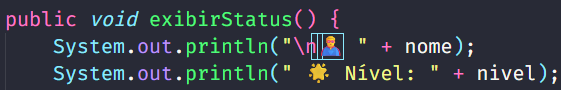 public void exibirStatus() {
System.out.println("\n👨‍💼 " + nome);
System.out.println(" 🌟 Nível: " + nivel);